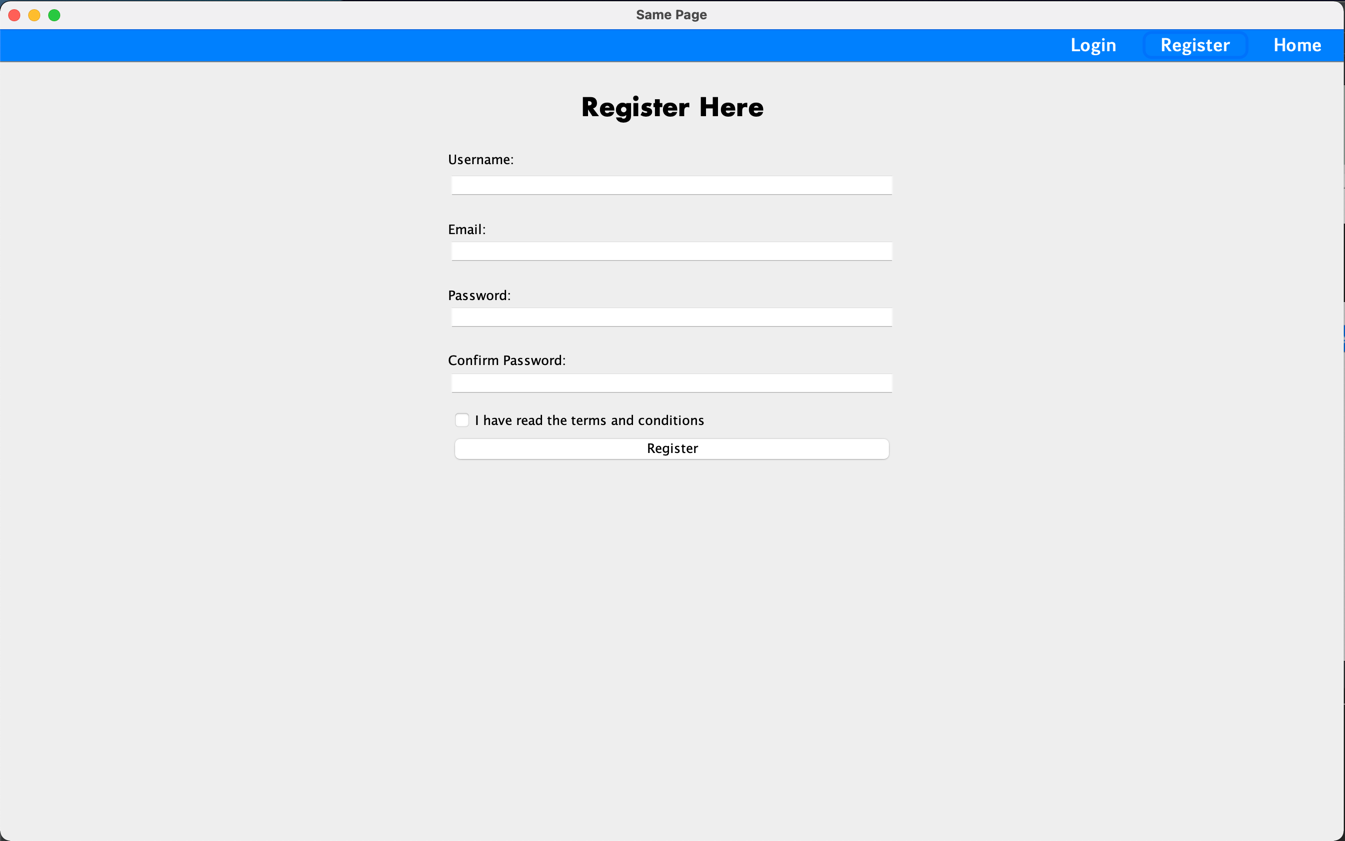 Same Page
Login Register Home
Register Here
Username:
Email:
Password:
Confirm Password:
I have read the terms and conditions
Register